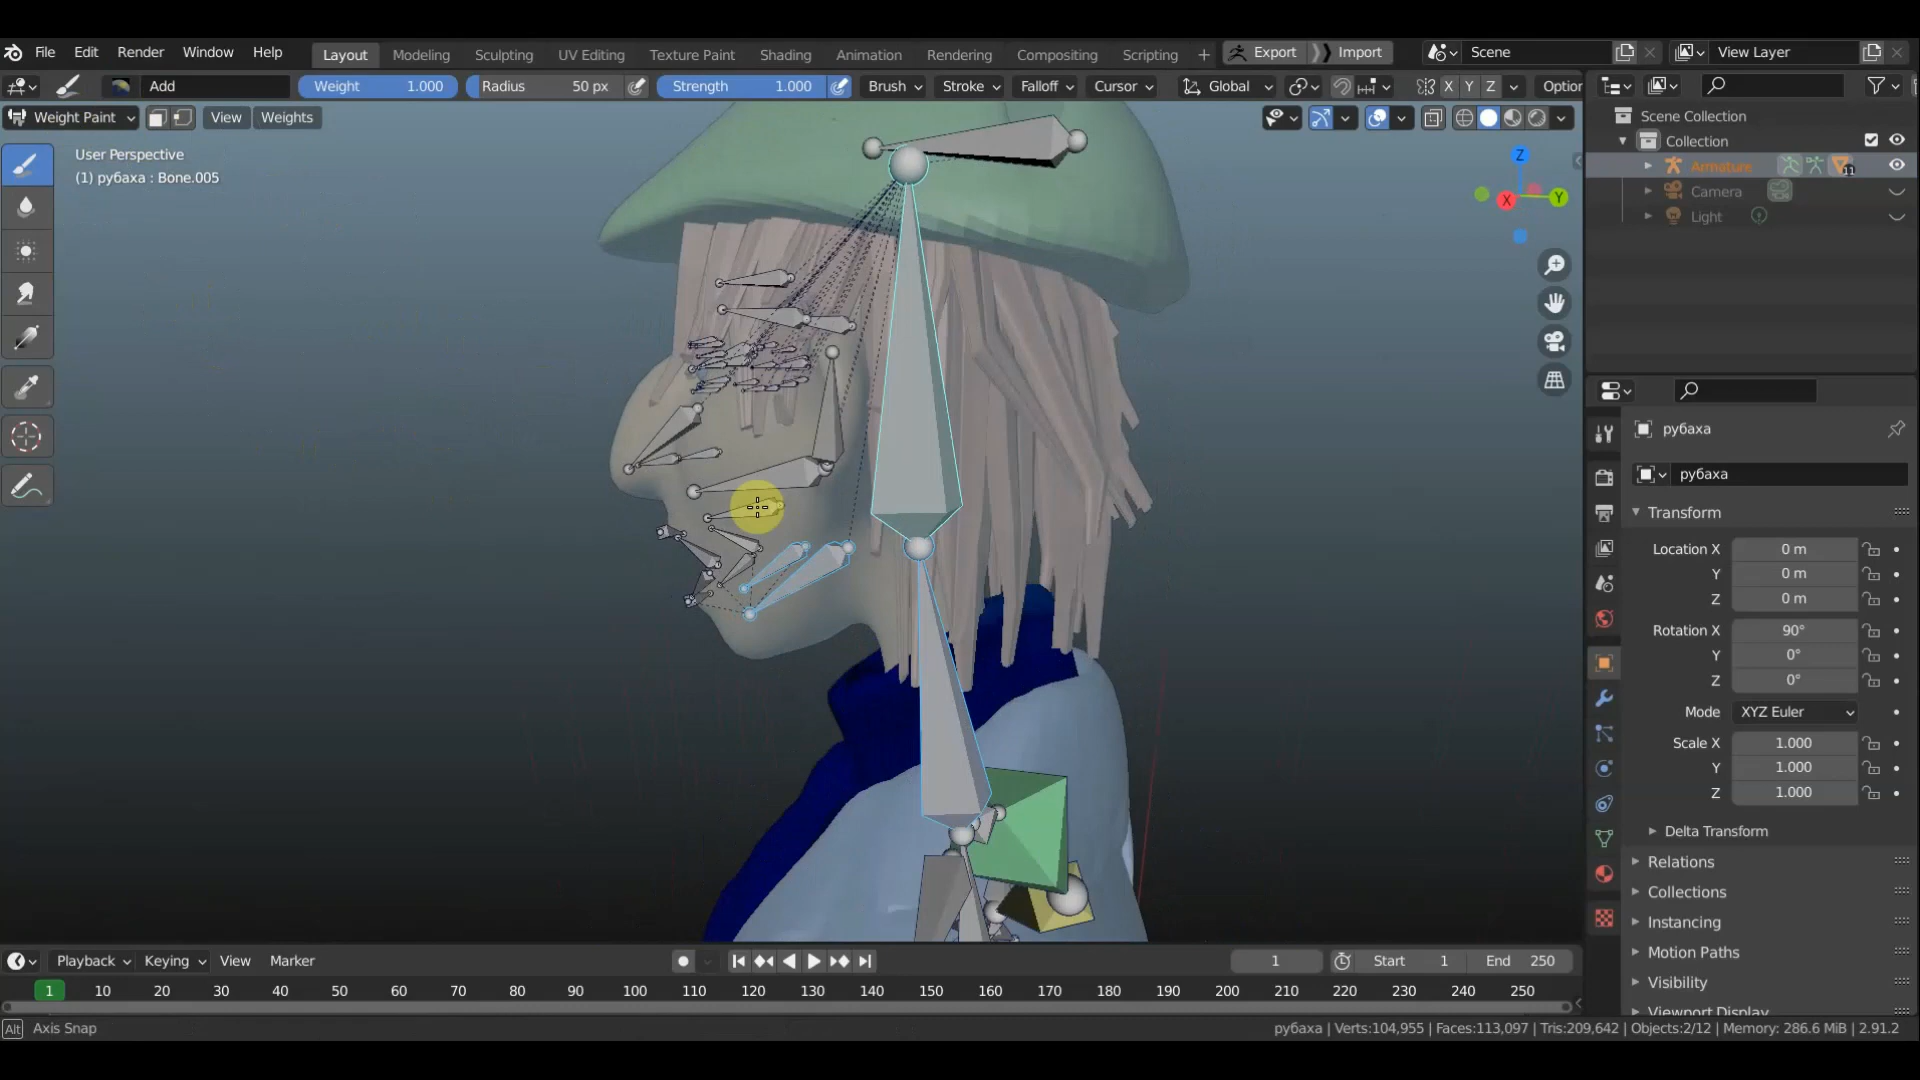 File Edit Render Window Help Layout Modeling Sculpting UV Editing Texture Paint Shading Animation Rendering Compositing Scripting + Export Import Scene View Layer
Add Weight 1.000 Radius 50 px Strength 1.000 Brush Stroke Falloff Cursor Global X Y Z Optior
Weight Paint View Weights
Scene Collection
Collection
Armature 11
Camera
Light
User Perspective
(1) рубаха : Bone.005
Z
X Y
рубаха
рубаха
Transform
Location X 0 m
Y 0 m
Z 0 m
Rotation X 90°
Y 0°
Z 0°
Mode XYZ Euler
Scale X 1.000
Y 1.000
Z 1.000
Delta Transform
Relations
Collections
Instancing
Motion Paths
Visibility
Viewport Display
Playback Keying View Marker 1 Start 1 End 250
1 10 20 30 40 50 60 70 80 90 100 110 120 130 140 150 160 170 180 190 200 210 220 230 240 250
Alt Axis Snap
рубаха | Verts:104,955 | Faces:113,097 | Tris:209,642 | Objects:2/12 | Memory: 286.6 MiB | 2.91.2